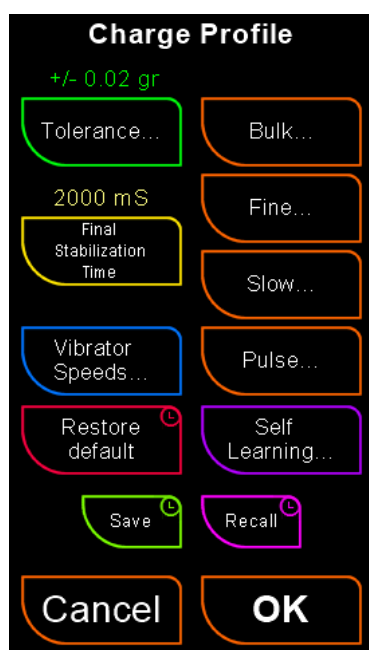 Charge Profile
+/- 0.02 gr
Tolerance...
Bulk...
2000 mS
Fine...
Final
Stabilization
Time
Slow...
Vibrator
Speeds...
Pulse...
Restore
default
Self
Learning...
Save
Recall
Cancel
OK